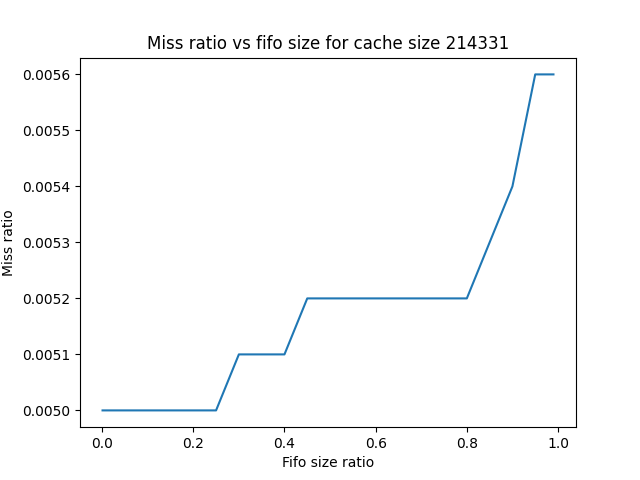 Miss ratio vs fifo size for cache size 214331
0.0056
0.0055
0.0054
0.0053
0.0052
0.0051
0.0050
Miss ratio
0.0 0.2 0.4 0.6 0.8 1.0
Fifo size ratio